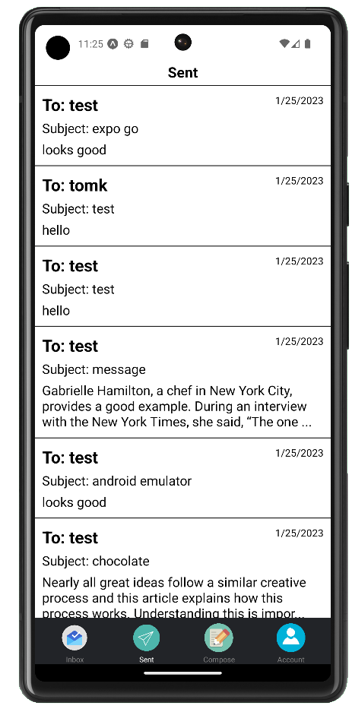 11:25
Sent
To: test
1/25/2023
Subject: expo go
looks good
To: tomk
1/25/2023
Subject: test
hello
To: test
1/25/2023
Subject: test
hello
To: test
1/25/2023
Subject: message
Gabrielle Hamilton, a chef in New York City,
provides a good example. During an interview
with the New York Times, she said, “The one ...
To: test
1/25/2023
Subject: android emulator
looks good
To: test
1/25/2023
Subject: chocolate
Nearly all great ideas follow a similar creative
process and this article explains how this
process works. Understanding this is impor...
Inbox
Sent
Compose
Account